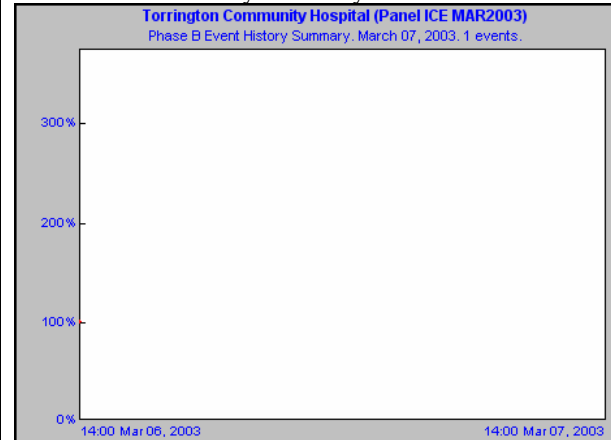 Torrington Community Hospital (Panel ICE MAR2003)
Phase B Event History Summary. March 07, 2003. 1 events.
300%
200%
100%
0%
14:00 Mar 06, 2003 14:00 Mar 07, 2003